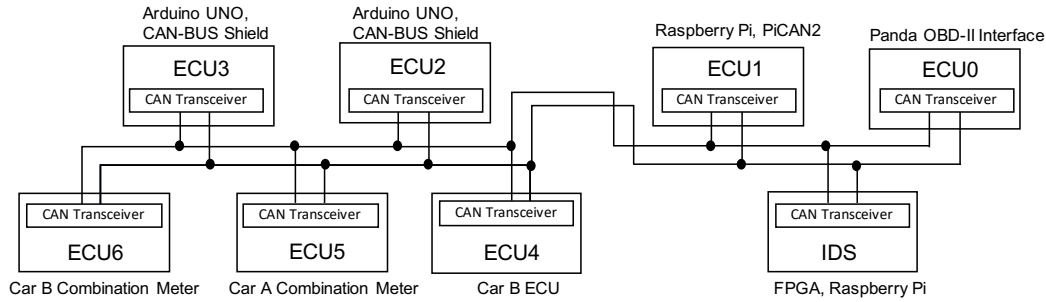 Arduino UNO,
CAN-BUS Shield
ECU3
CAN Transceiver
Arduino UNO,
CAN-BUS Shield
ECU2
CAN Transceiver
Raspberry Pi, PiCAN2
ECU1
CAN Transceiver
Panda OBD-II Interface
ECU0
CAN Transceiver
CAN Transceiver
ECU6
Car B Combination Meter
CAN Transceiver
ECU5
Car A Combination Meter
CAN Transceiver
ECU4
Car B ECU
CAN Transceiver
IDS
FPGA, Raspberry Pi